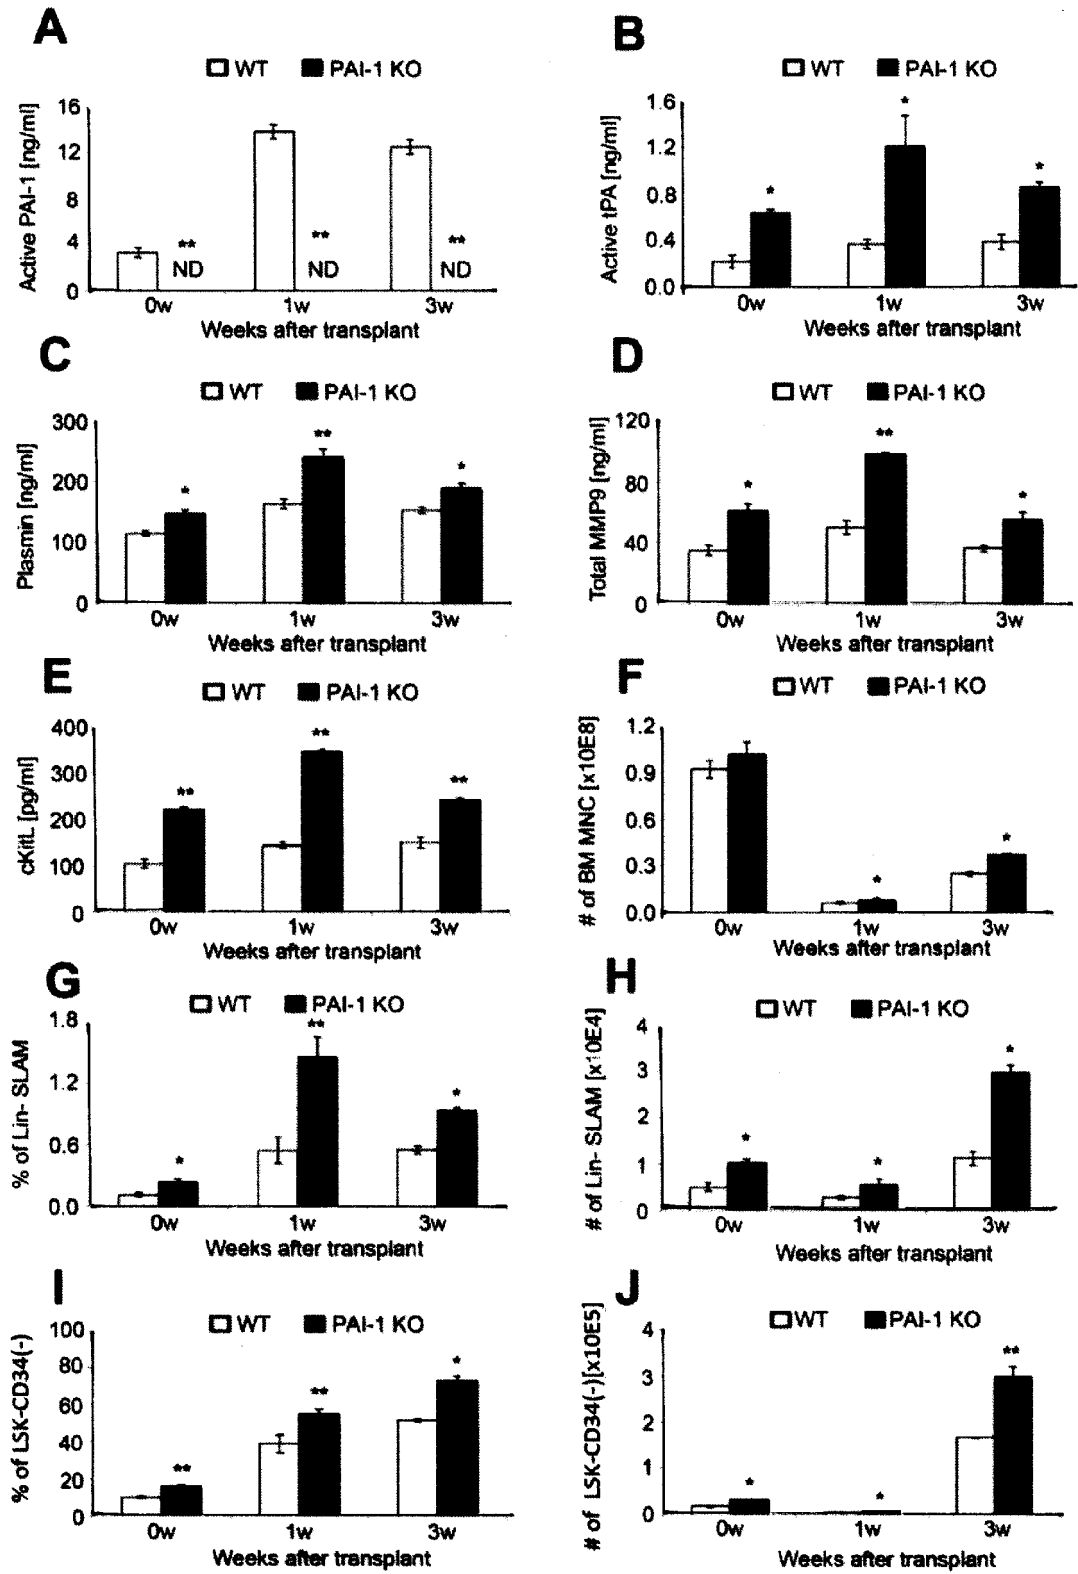 A
WT PAI-1 KO
Active PAI-1 [ng/ml]
16
12
8
4
0
** ND
** ND
** ND
0w 1w 3w
Weeks after transplant
B
WT PAI-1 KO
Active tPA [ng/ml]
1.6
1.2
0.8
0.4
0.0
* * *
0w 1w 3w
Weeks after transplant
C
WT PAI-1 KO
Plasmin [ng/ml]
300
200
100
0
* ** *
0w 1w 3w
Weeks after transplant
D
WT PAI-1 KO
Total MMP9 [ng/ml]
120
80
40
0
* ** *
0w 1w 3w
Weeks after transplant
E
WT PAI-1 KO
cKitL [pg/ml]
400
300
200
100
0
** ** **
0w 1w 3w
Weeks after transplant
F
WT PAI-1 KO
# of BM MNC [x10E8]
1.2
0.9
0.6
0.3
0.0
* *
0w 1w 3w
Weeks after transplant
G
WT PAI-1 KO
% of Lin- SLAM
1.8
1.2
0.6
0.0
* ** *
0w 1w 3w
Weeks after transplant
H
WT PAI-1 KO
# of Lin- SLAM [x10E4]
4
3
2
1
0
* * *
0w 1w 3w
Weeks after transplant
I
WT PAI-1 KO
% of LSK-CD34(-)
100
80
60
40
20
0
** ** *
0w 1w 3w
Weeks after transplant
J
WT PAI-1 KO
# of LSK-CD34(-)[x10E5]
4
3
2
1
0
* * **
0w 1w 3w
Weeks after transplant